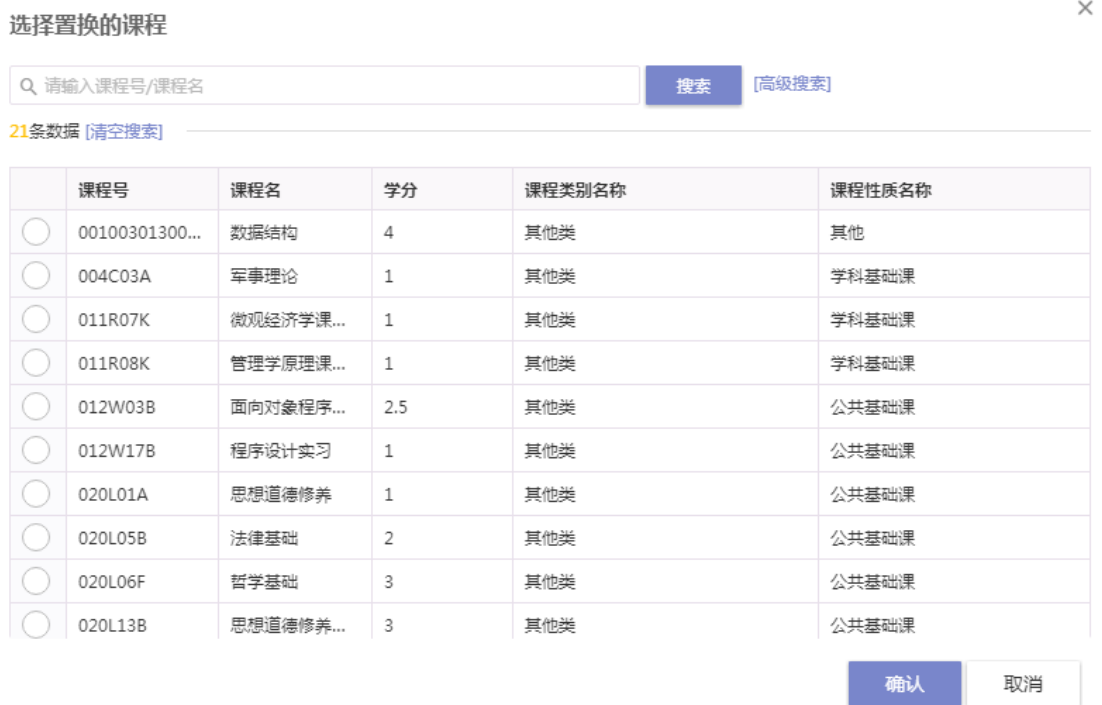 选择置换的课程
请输入课程号/课程名 搜索 [高级搜索]
21条数据 [清空搜索]
课程号 课程名 学分 课程类别名称 课程性质名称
00100301300... 数据结构 4 其他类 其他
004C03A 军事理论 1 其他类 学科基础课
011R07K 微观经济学课... 1 其他类 学科基础课
011R08K 管理学原理课... 1 其他类 学科基础课
012W03B 面向对象程序... 2.5 其他类 公共基础课
012W17B 程序设计实习 1 其他类 公共基础课
020L01A 思想道德修养 1 其他类 公共基础课
020L05B 法律基础 2 其他类 公共基础课
020L06F 哲学基础 3 其他类 公共基础课
020L13B 思想道德修养... 3 其他类 公共基础课
确认 取消